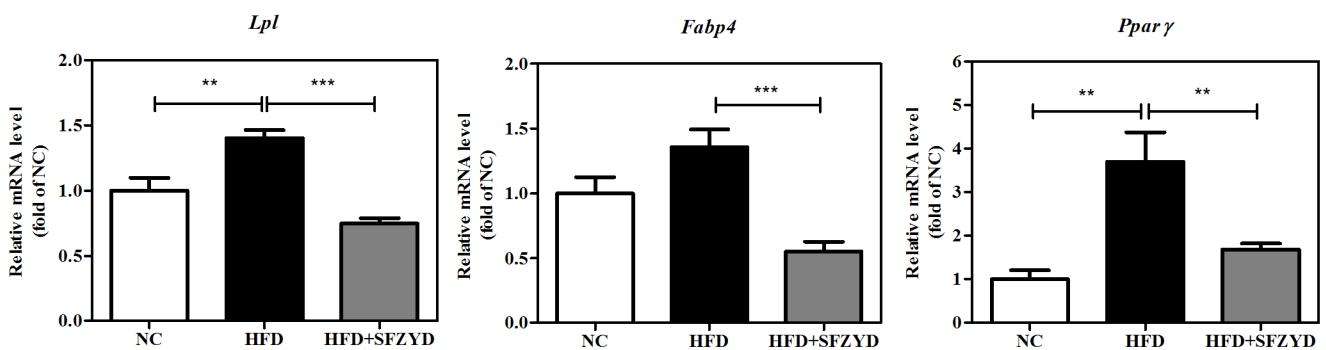 Lpl
Relative mRNA level
(fold of NC)
2.0
1.5
1.0
0.5
0.0
**
***
NC
HFD
HFD+SFZYD
Fabp4
Relative mRNA level
(fold of NC)
2.0
1.5
1.0
0.5
0.0
***
NC
HFD
HFD+SFZYD
Ppar γ
Relative mRNA level
(fold of NC)
6
5
4
3
2
1
0
**
**
NC
HFD
HFD+SFZYD